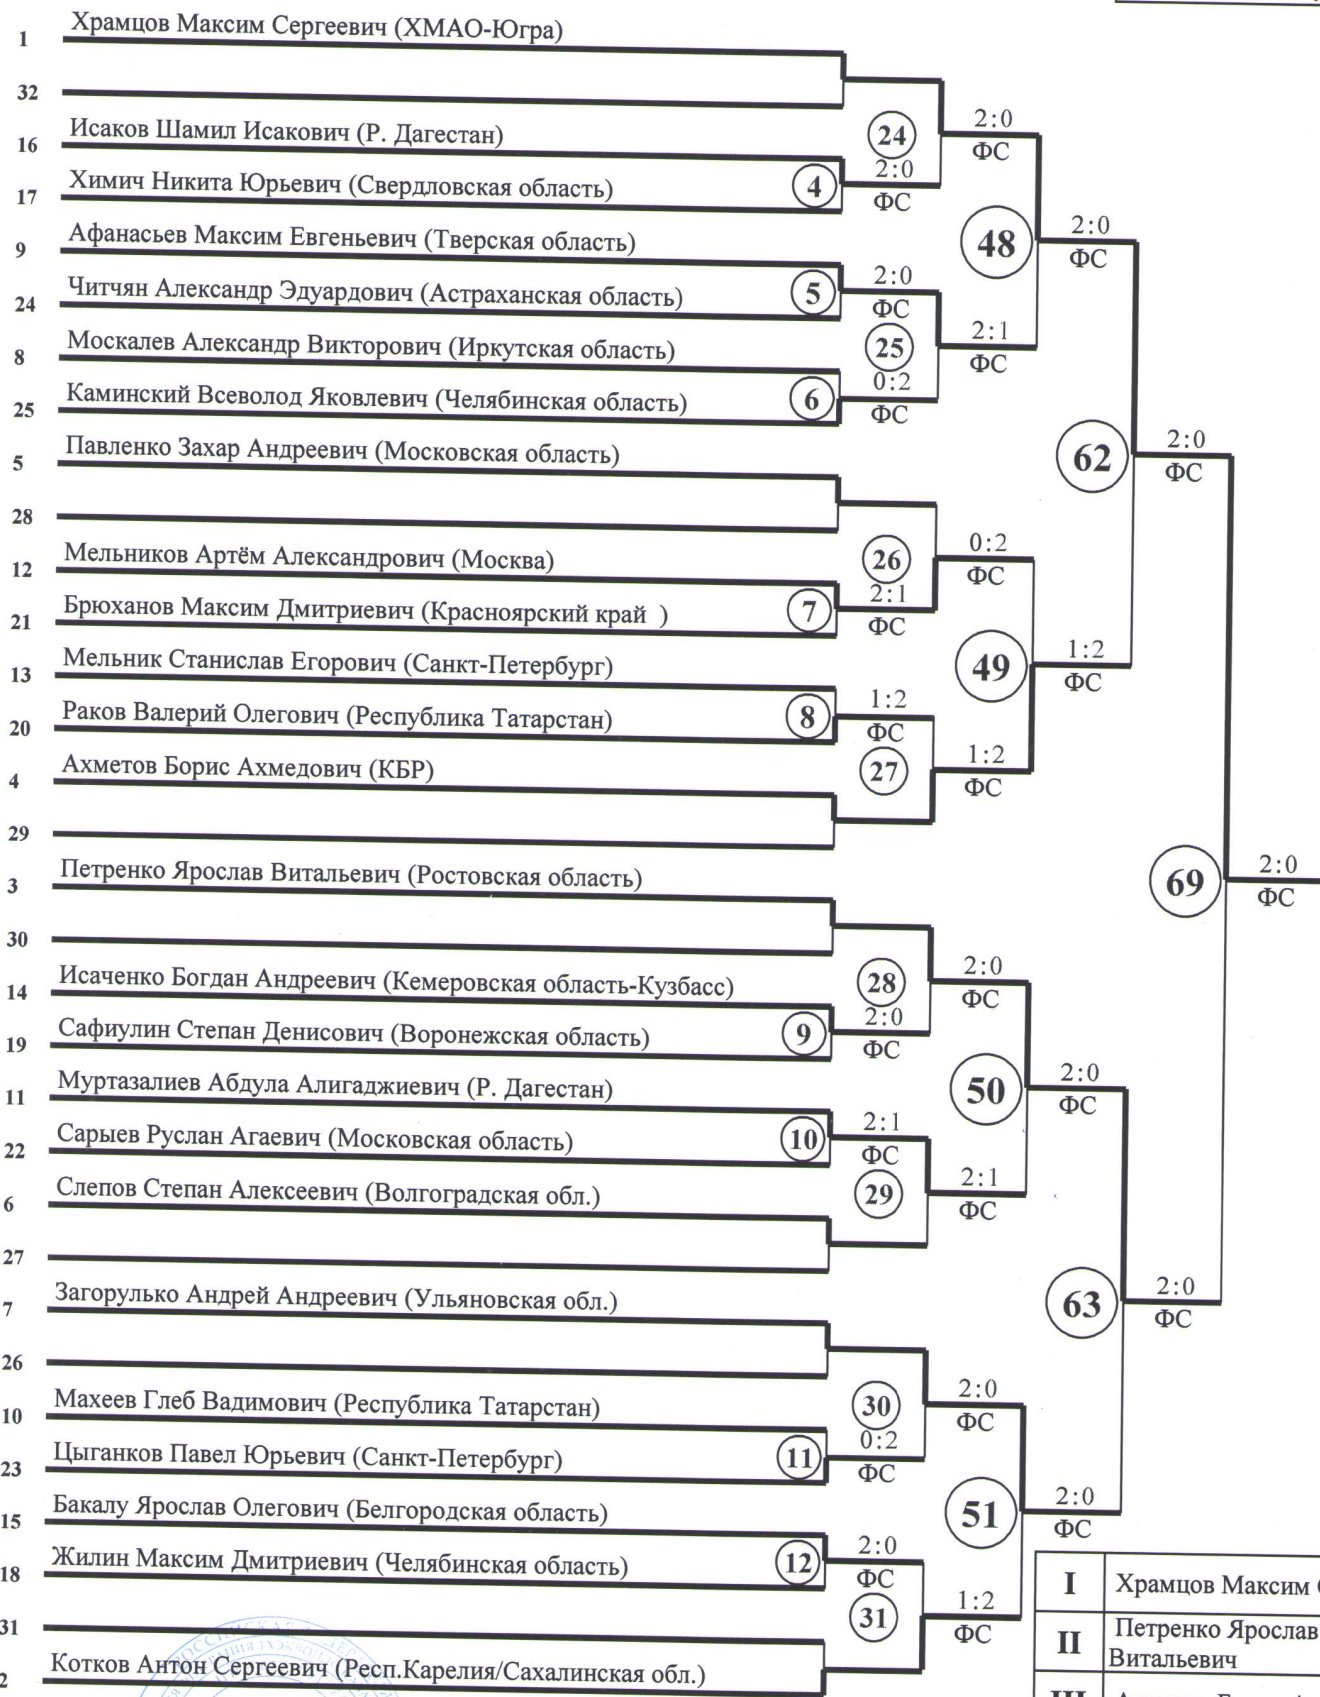 1 Храмцов Максим Сергеевич (ХМАО-Югра)
32
16 Исаков Шамил Исакович (Р. Дагестан)
17 Химич Никита Юрьевич (Свердловская область)
9 Афанасьев Максим Евгеньевич (Тверская область)
24 Читчян Александр Эдуардович (Астраханская область)
8 Москалев Александр Викторович (Иркутская область)
25 Каминский Всеволод Яковлевич (Челябинская область)
5 Павленко Захар Андреевич (Московская область)
28
12 Мельников Артём Александрович (Москва)
21 Брюханов Максим Дмитриевич (Красноярский край )
13 Мельник Станислав Егорович (Санкт-Петербург)
20 Раков Валерий Олегович (Республика Татарстан)
4 Ахметов Борис Ахмедович (КБР)
29
3 Петренко Ярослав Витальевич (Ростовская область)
30
14 Исаченко Богдан Андреевич (Кемеровская область-Кузбасс)
19 Сафиулин Степан Денисович (Воронежская область)
11 Муртазалиев Абдула Алигаджиевич (Р. Дагестан)
22 Сарыев Руслан Агаевич (Московская область)
6 Слепов Степан Алексеевич (Волгоградская обл.)
27
7 Загорулько Андрей Андреевич (Ульяновская обл.)
26
10 Махеев Глеб Вадимович (Республика Татарстан)
23 Цыганков Павел Юрьевич (Санкт-Петербург)
15 Бакалу Ярослав Олегович (Белгородская область)
18 Жилин Максим Дмитриевич (Челябинская область)
31
2 Котков Антон Сергеевич (Респ.Карелия/Сахалинская обл.)
4
2:0
ФС
5
2:0
ФС
6
0:2
ФС
7
2:1
ФС
8
1:2
ФС
9
2:0
ФС
10
2:1
ФС
11
0:2
ФС
12
2:0
ФС
24
2:0
ФС
25
2:1
ФС
26
0:2
ФС
27
1:2
ФС
28
2:0
ФС
29
2:1
ФС
30
2:0
ФС
31
1:2
ФС
48
2:0
ФС
49
1:2
ФС
50
2:0
ФС
51
2:0
ФС
62
2:0
ФС
63
2:0
ФС
69
2:0
ФС
I Храмцов Максим
II Петренко Ярослав
Витальевич
III